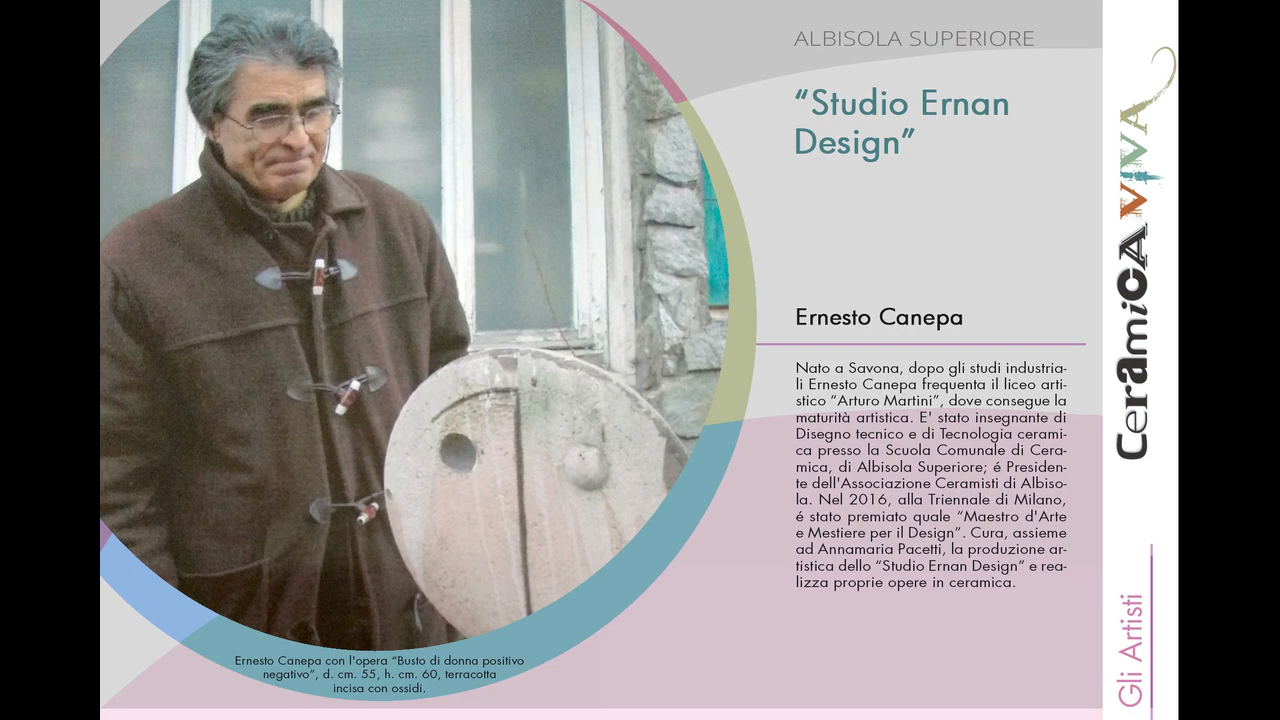 ALBISOLA SUPERIORE
“Studio Ernan
Design”
Ernesto Canepa
Nato a Savona, dopo gli studi industria-
li Ernesto Canepa frequenta il liceo arti-
stico “Arturo Martini”, dove consegue la
maturità artistica. E' stato insegnante di
Disegno tecnico e di Tecnologia cerami-
ca presso la Scuola Comunale di Cera-
mica, di Albisola Superiore; é Presiden-
te dell'Associazione Ceramisti di Albiso-
la. Nel 2016, alla Triennale di Milano,
é stato premiato quale “Maestro d'Arte
e Mestiere per il Design”. Cura, assieme
ad Annamaria Pacetti, la produzione ar-
tistica dello “Studio Ernan Design” e rea-
lizza proprie opere in ceramica.
Ernesto Canepa con l'opera “Busto di donna positivo
negativo”, d. cm. 55, h. cm. 60, terracotta
incisa con ossidi.
CeramicA VIVA
Gli Artisti